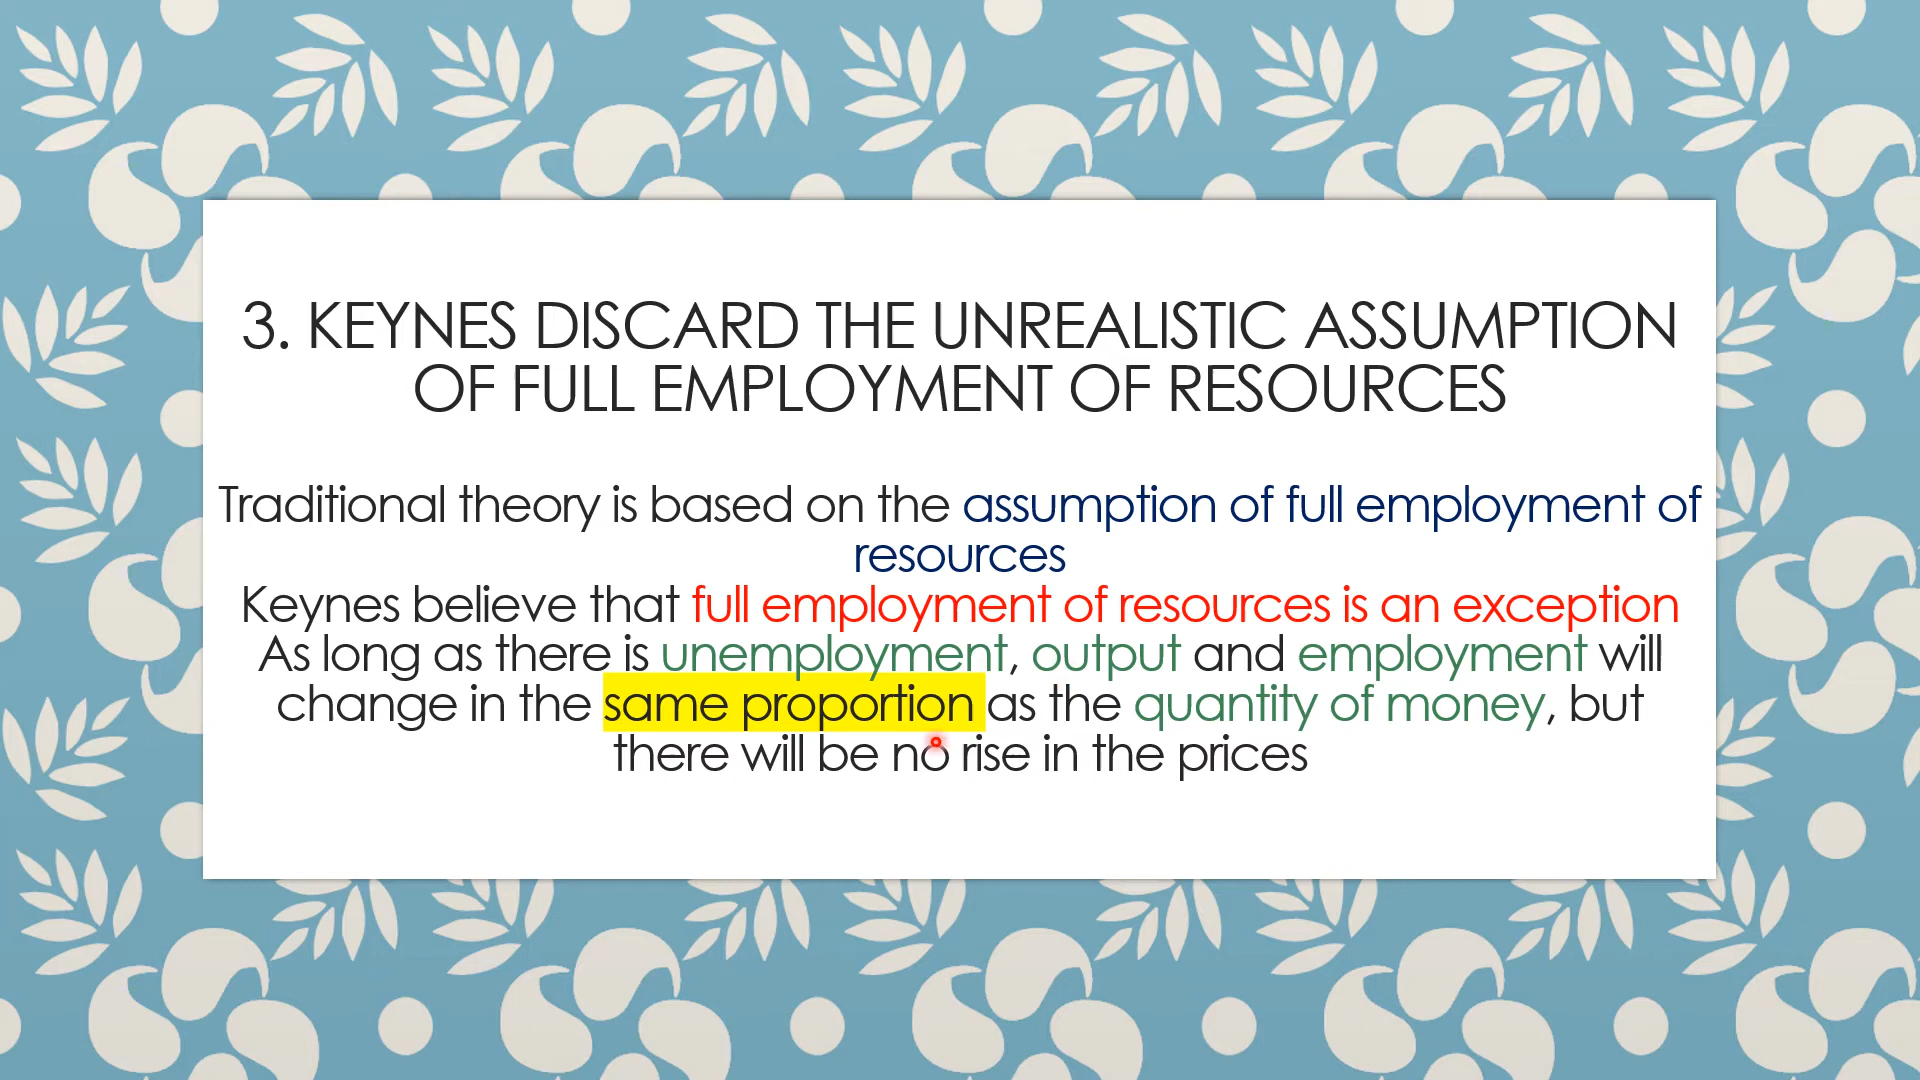 3. KEYNES DISCARD THE UNREALISTIC ASSUMPTION
OF FULL EMPLOYMENT OF RESOURCES
Traditional theory is based on the assumption of full employment of
resources
Keynes believe that full employment of resources is an exception
As long as there is unemployment, output and employment will
change in the same proportion as the quantity of money, but
there will be no rise in the prices